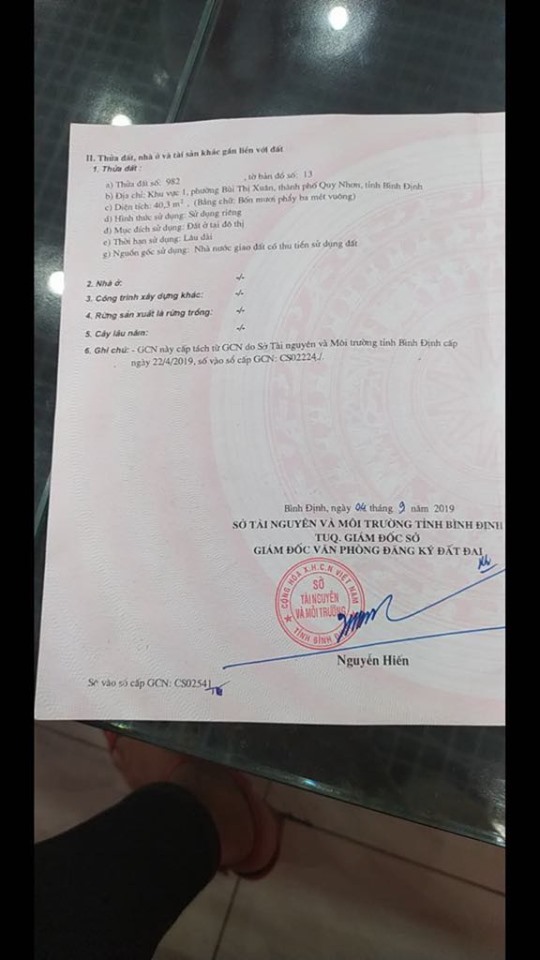 II. Thửa đất, nhà ở và tài sản khác gắn liền với đất
1. Thửa đất :
a) Thửa đất số: 982 , tờ bản đồ số: 13
b) Địa chỉ: Khu vực 1, phường Bùi Thị Xuân, thành phố Quy Nhơn, tỉnh Bình Định
c) Diện tích: 40,3 m² , (Bằng chữ: Bốn mươi phẩy ba mét vuông)
d) Hình thức sử dụng: Sử dụng riêng
đ) Mục đích sử dụng: Đất ở tại đô thị
e) Thời hạn sử dụng: Lâu dài
g) Nguồn gốc sử dụng: Nhà nước giao đất có thu tiền sử dụng đất
2. Nhà ở: -/-
3. Công trình xây dựng khác: -/-
4. Rừng sản xuất là rừng trồng: -/-
5. Cây lâu năm: -/-
6. Ghi chú: - GCN này cấp tách từ GCN do Sở Tài nguyên và Môi trường tỉnh Bình Định cấp
ngày 22/4/2019, số vào sổ cấp GCN: CS02224./.
Bình Định, ngày 04 tháng 9 năm 2019
SỞ TÀI NGUYÊN VÀ MÔI TRƯỜNG TỈNH BÌNH ĐỊNH
TUQ. GIÁM ĐỐC SỞ
GIÁM ĐỐC VĂN PHÒNG ĐĂNG KÝ ĐẤT ĐAI
CỘNG HÒA X.H.C.N VIỆT NAM
SỞ
TÀI NGUYÊN
VÀ MÔI TRƯỜNG
TỈNH BÌNH
Nguyễn Hiến
Số vào sổ cấp GCN: CS02541